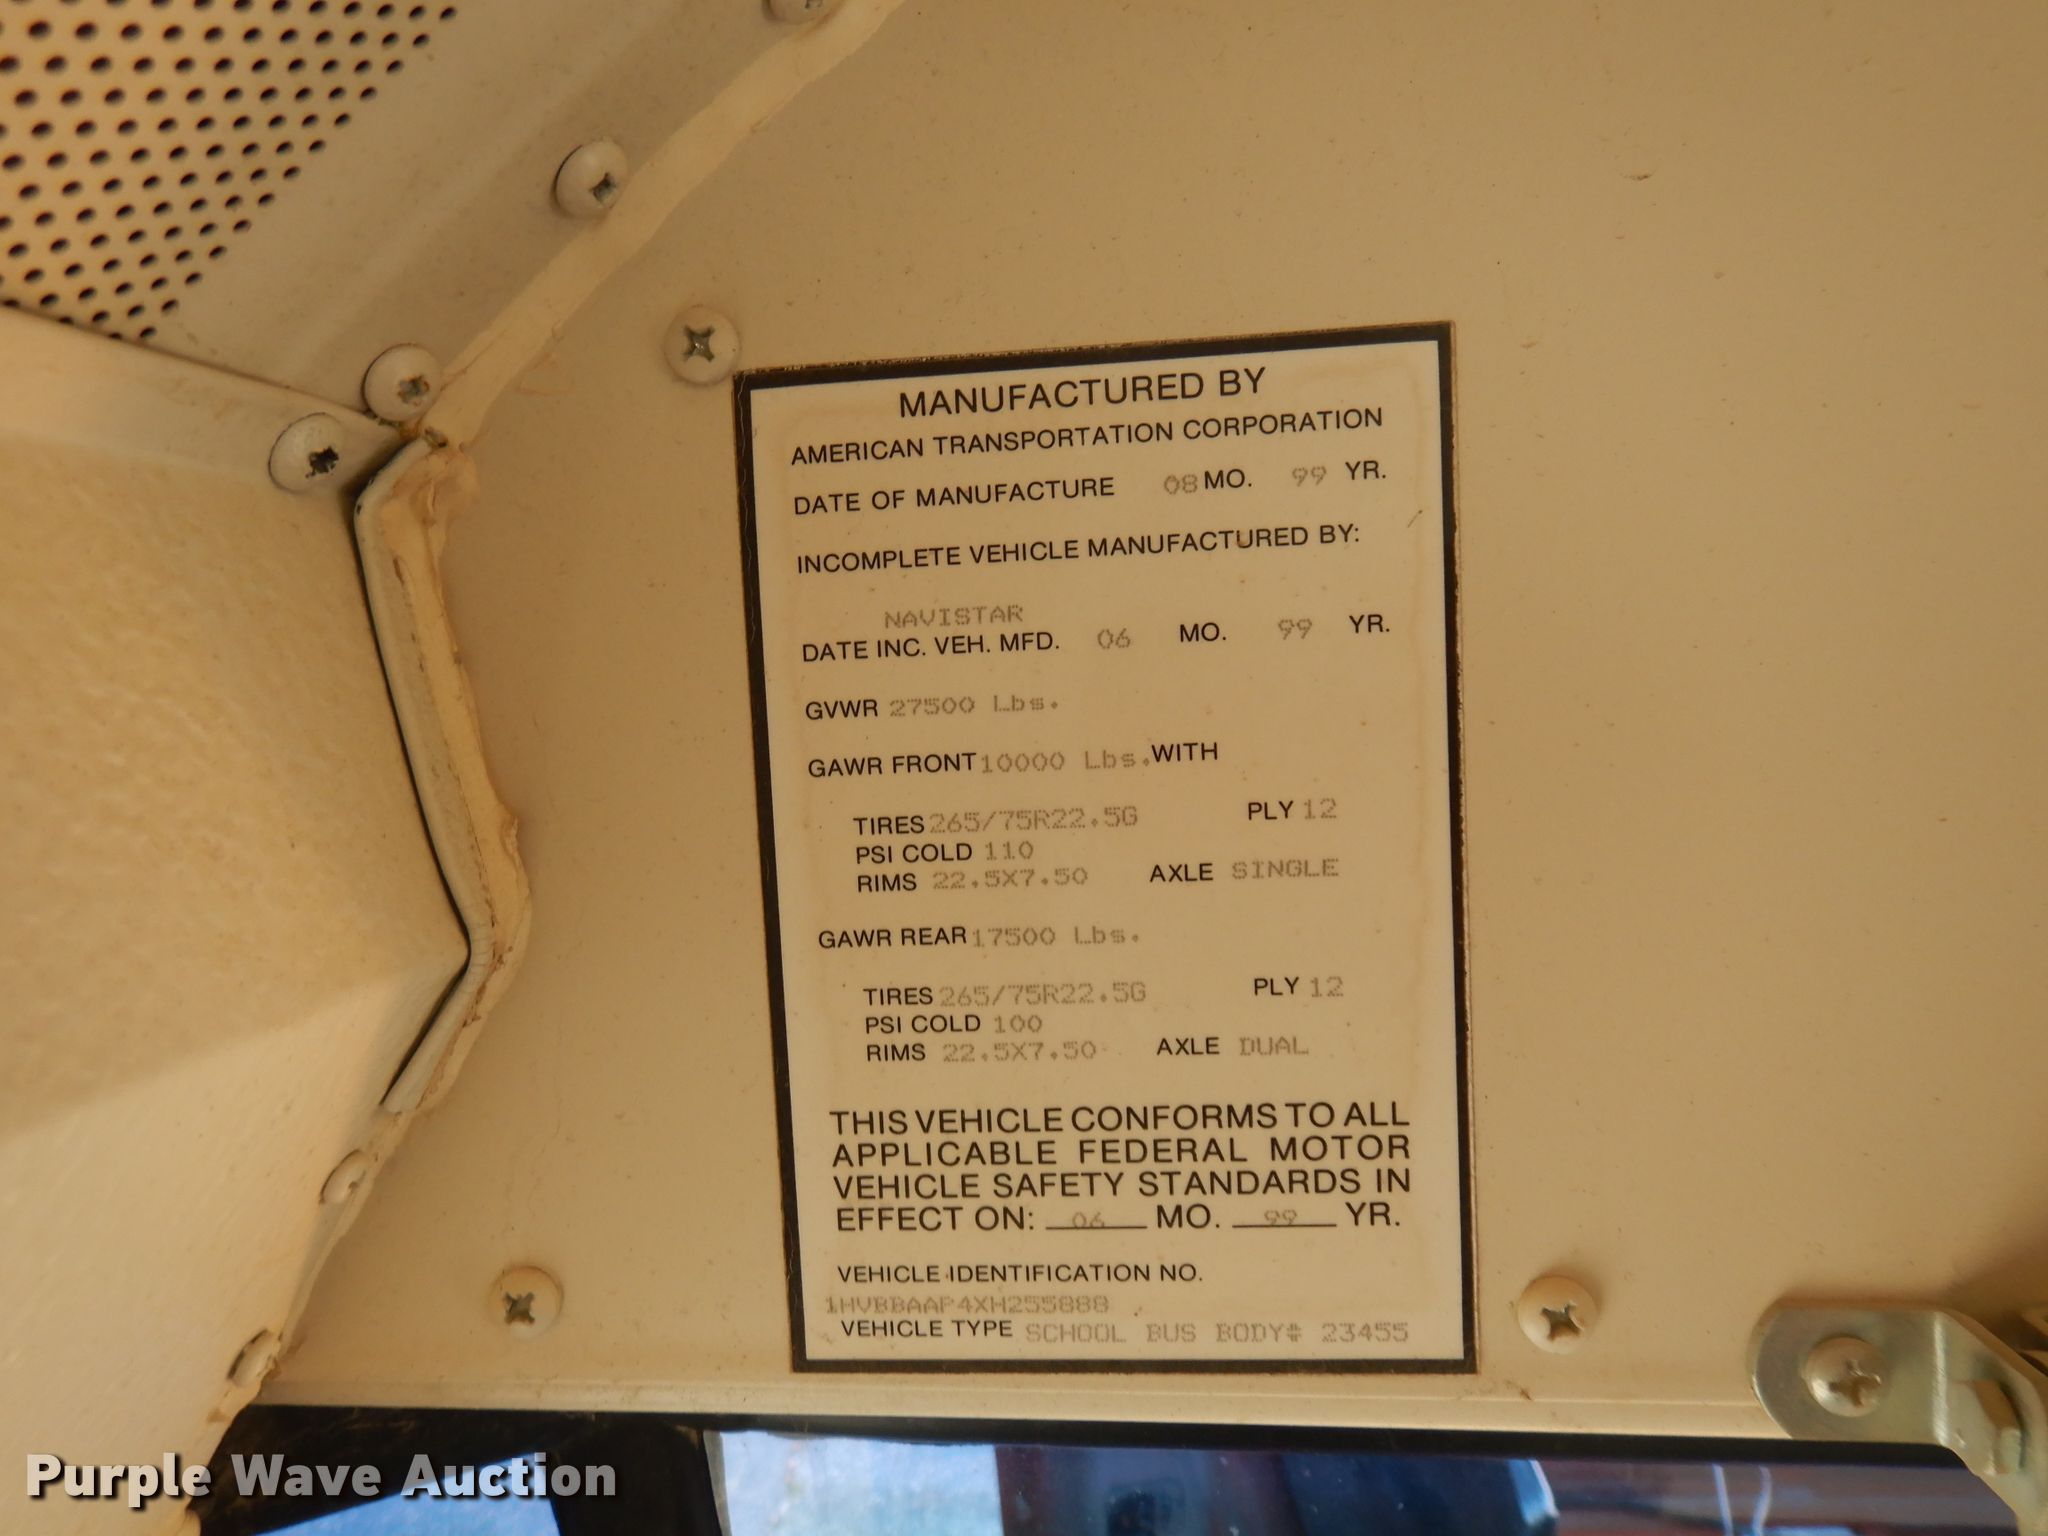 MANUFACTURED BY
AMERICAN TRANSPORTATION CORPORATION
DATE OF MANUFACTURE 08 MO. 99 YR.
INCOMPLETE VEHICLE MANUFACTURED BY:
NAVISTAR
DATE INC. VEH. MFD. 06 MO. 99 YR.
GVWR 27500 Lbs.
GAWR FRONT 10000 Lbs. WITH
TIRES 265/75R22.5G PLY 12
PSI COLD 110
RIMS 22.5X7.50 AXLE SINGLE
GAWR REAR 17500 Lbs.
TIRES 265/75R22.5G PLY 12
PSI COLD 100
RIMS 22.5X7.50 AXLE DUAL
THIS VEHICLE CONFORMS TO ALL
APPLICABLE FEDERAL MOTOR
VEHICLE SAFETY STANDARDS IN
EFFECT ON: 06 MO. 99 YR.
VEHICLE IDENTIFICATION NO.
1HVBBAAP4XH255888
VEHICLE TYPE SCHOOL BUS BODY# 23455
Purple Wave Auction